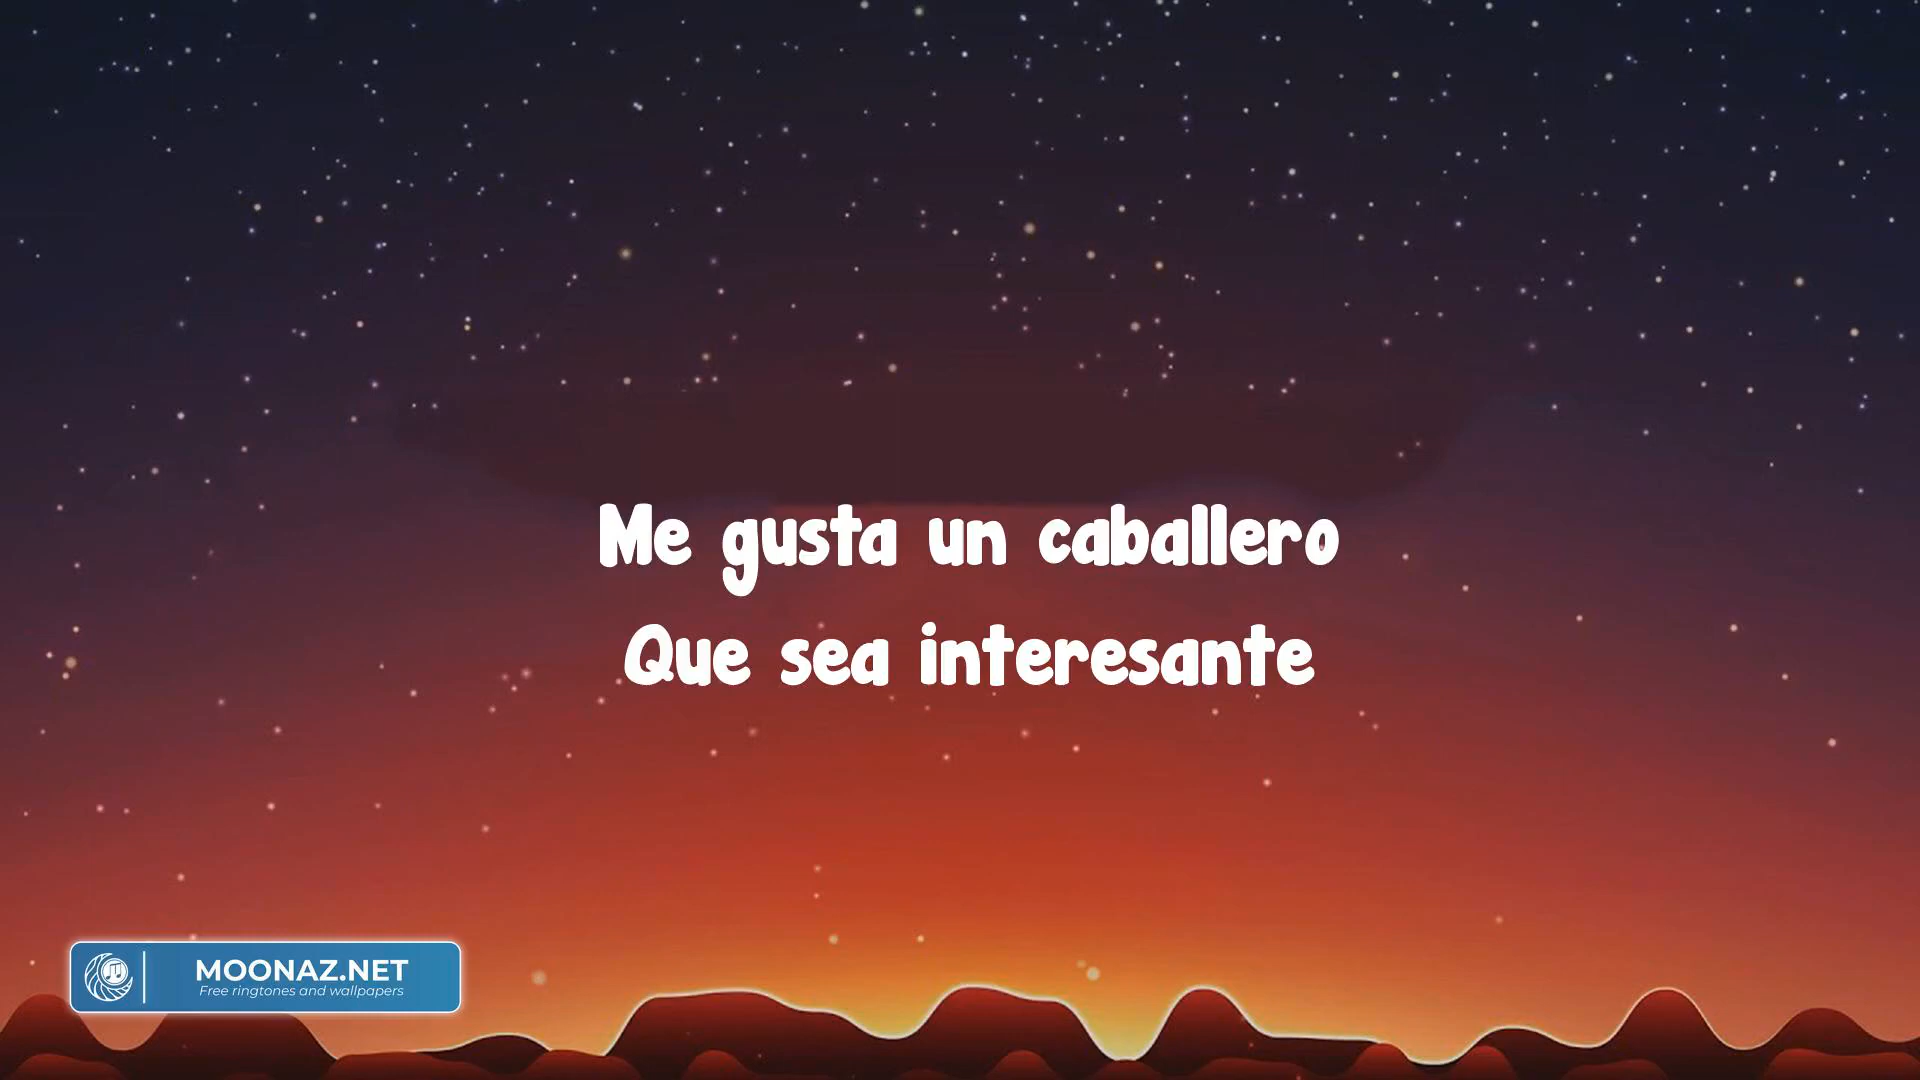 Me gusta un caballero
Que sea interesante
MOONAZ.NET
Free ringtones and wallpapers